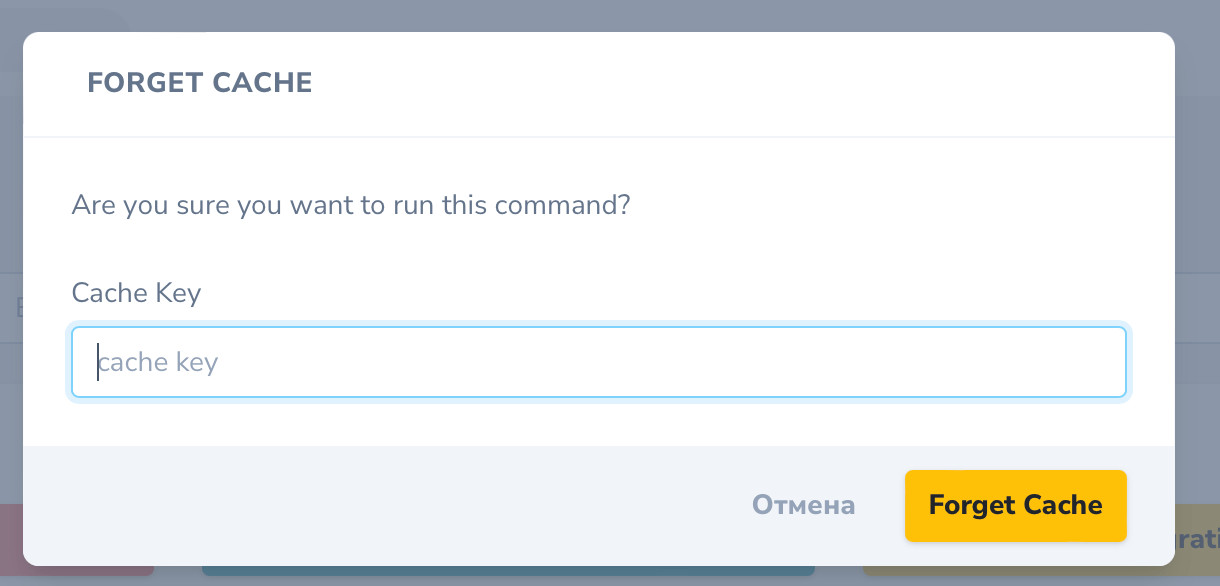 FORGET CACHE
Are you sure you want to run this command?
Cache Key
cache key
Отмена
Forget Cache